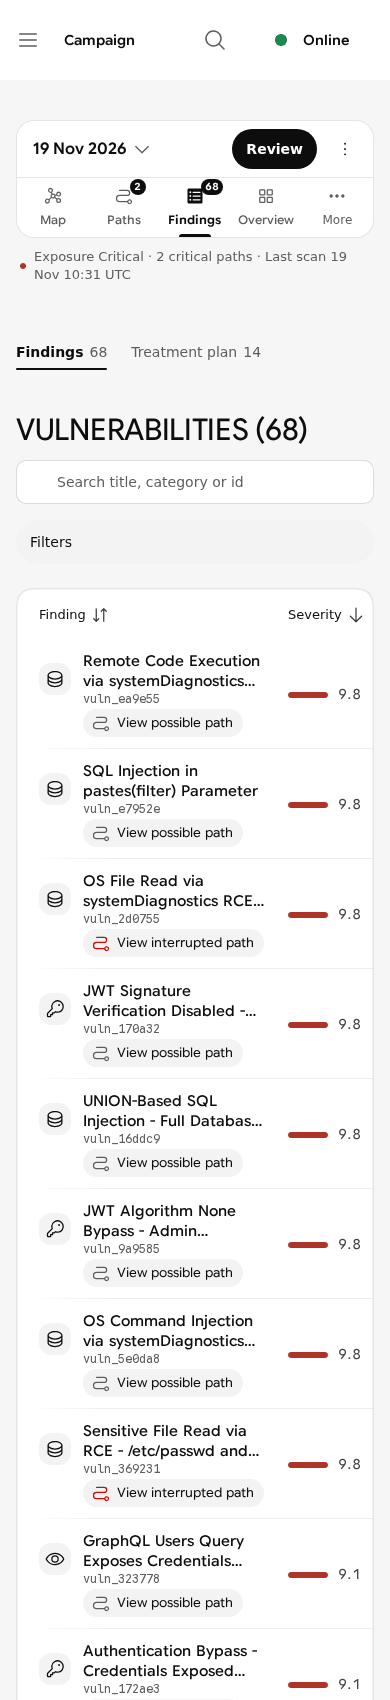 Campaign
Online
19 Nov 2026
Review
Map
2
Paths
68
Findings
Overview
More
Exposure Critical · 2 critical paths · Last scan 19
Nov 10:31 UTC
Findings 68
Treatment plan 14
VULNERABILITIES (68)
Search title, category or id
Filters
Finding
Severity
Remote Code Execution
via systemDiagnostics...
vuln_ea9e55
View possible path
9.8
SQL Injection in
pastes(filter) Parameter
vuln_e7952e
View possible path
9.8
OS File Read via
systemDiagnostics RCE...
vuln_2d0755
View interrupted path
9.8
JWT Signature
Verification Disabled -...
vuln_170a32
View possible path
9.8
UNION-Based SQL
Injection - Full Databas...
vuln_16ddc9
View possible path
9.8
JWT Algorithm None
Bypass - Admin...
vuln_9a9585
View possible path
9.8
OS Command Injection
via systemDiagnostics...
vuln_5e0da8
View possible path
9.8
Sensitive File Read via
RCE - /etc/passwd and...
vuln_369231
View interrupted path
9.8
GraphQL Users Query
Exposes Credentials...
vuln_323778
View possible path
9.1
Authentication Bypass -
Credentials Exposed...
vuln_172ae3
9.1